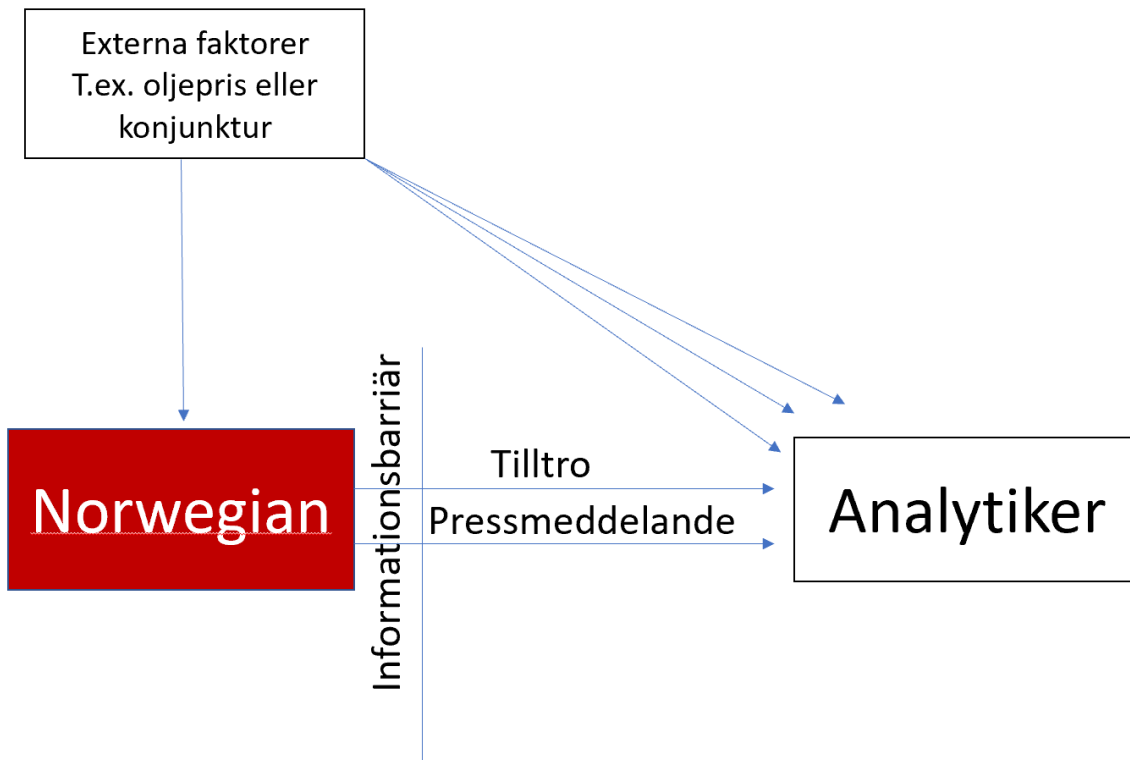 Externa faktorer
T.ex. oljepris eller
konjunktur
Informationsbarriär
Norwegian
Tilltro
Pressmeddelande
Analytiker